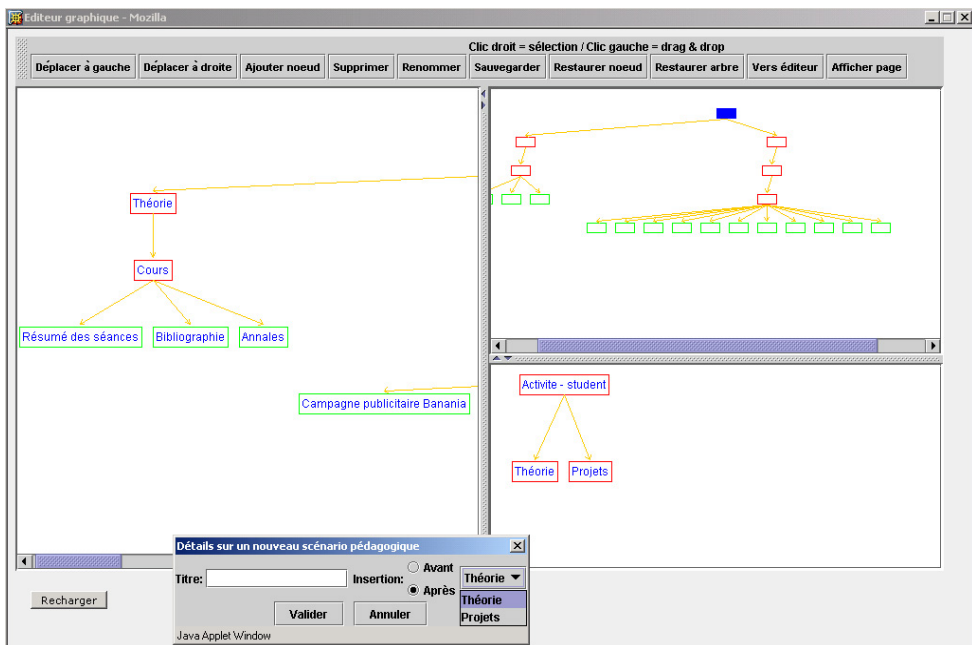 Editeur graphique - Mozilla
Clic droit = sélection / Clic gauche = drag & drop
Déplacer à gauche Déplacer à droite Ajouter noeud Supprimer Renommer Sauvegarder Restaurer noeud Restaurer arbre Vers éditeur Afficher page
Théorie
Cours
Résumé des séances Bibliographie Annales
Campagne publicitaire Banania
Activite - student
Théorie Projets
Détails sur un nouveau scénario pédagogique
Titre: Insertion: Avant
Après
Théorie
Théorie
Projets
Valider Annuler
Java Applet Window
Recharger